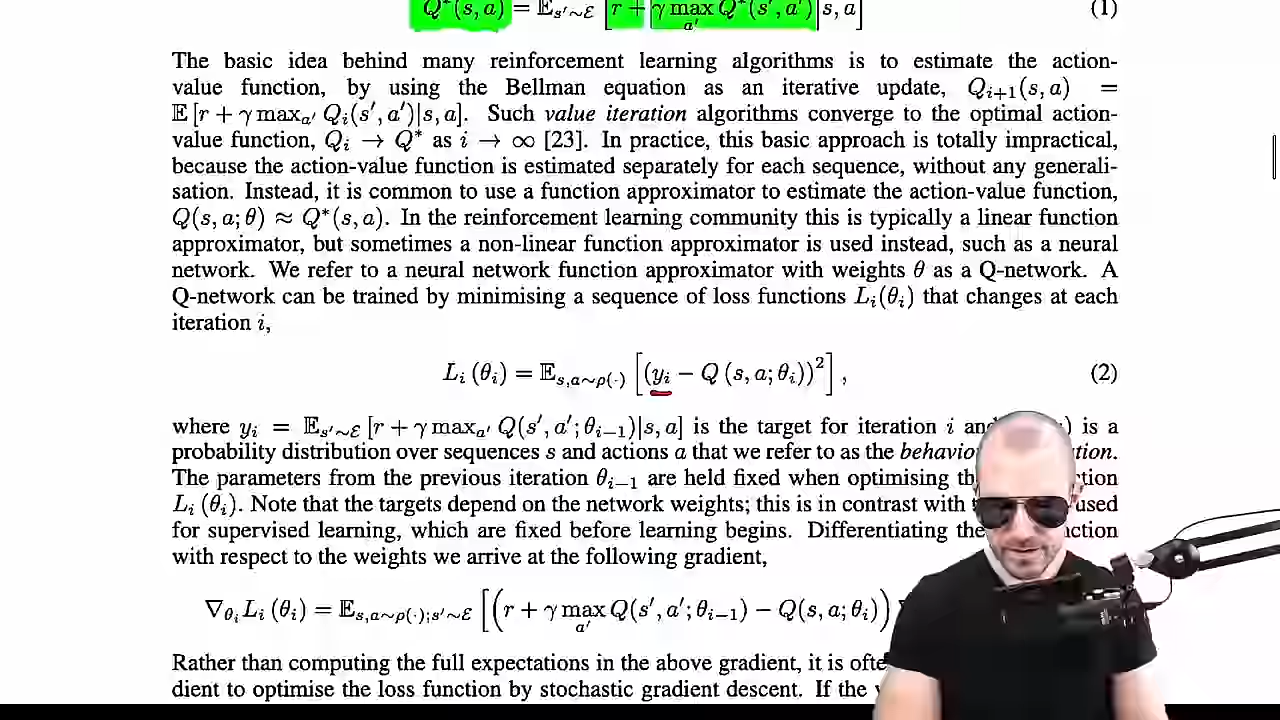 Q*(s, a) = 𝔼_{s′∼ℰ} [r + γ max_{a′} Q*(s′, a′)|s, a] (1)
The basic idea behind many reinforcement learning algorithms is to estimate the action-
value function, by using the Bellman equation as an iterative update, Q_{i+1}(s, a) =
𝔼 [r + γ max_{a′} Q_i(s′, a′)|s, a]. Such value iteration algorithms converge to the optimal action-
value function, Q_i → Q* as i → ∞ [23]. In practice, this basic approach is totally impractical,
because the action-value function is estimated separately for each sequence, without any generali-
sation. Instead, it is common to use a function approximator to estimate the action-value function,
Q(s, a; θ) ≈ Q*(s, a). In the reinforcement learning community this is typically a linear function
approximator, but sometimes a non-linear function approximator is used instead, such as a neural
network. We refer to a neural network function approximator with weights θ as a Q-network. A
Q-network can be trained by minimising a sequence of loss functions L_i(θ_i) that changes at each
iteration i,
L_i (θ_i) = 𝔼_{s,a∼ρ(·)} [(y_i − Q (s, a; θ_i))²], (2)
where y_i = 𝔼_{s′∼ℰ} [r + γ max_{a′} Q(s′, a′; θ_{i−1})|s, a] is the target for iteration i ) is a
probability distribution over sequences s and actions a that we refer to as the
The parameters from the previous iteration θ_{i−1} are held fixed when optimising
L_i (θ_i). Note that the targets depend on the network weights; this is in contrast with used
for supervised learning, which are fixed before learning begins. Differentiating
with respect to the weights we arrive at the following gradient,
∇_{θ_i} L_i (θ_i) = 𝔼_{s,a∼ρ(·);s′∼ℰ} [(r + γ max_{a′} Q(s′, a′; θ_{i−1}) − Q(s, a; θ_i))
Rather than computing the full expectations in the above gradient, it is
dient to optimise the loss function by stochastic gradient descent. If the